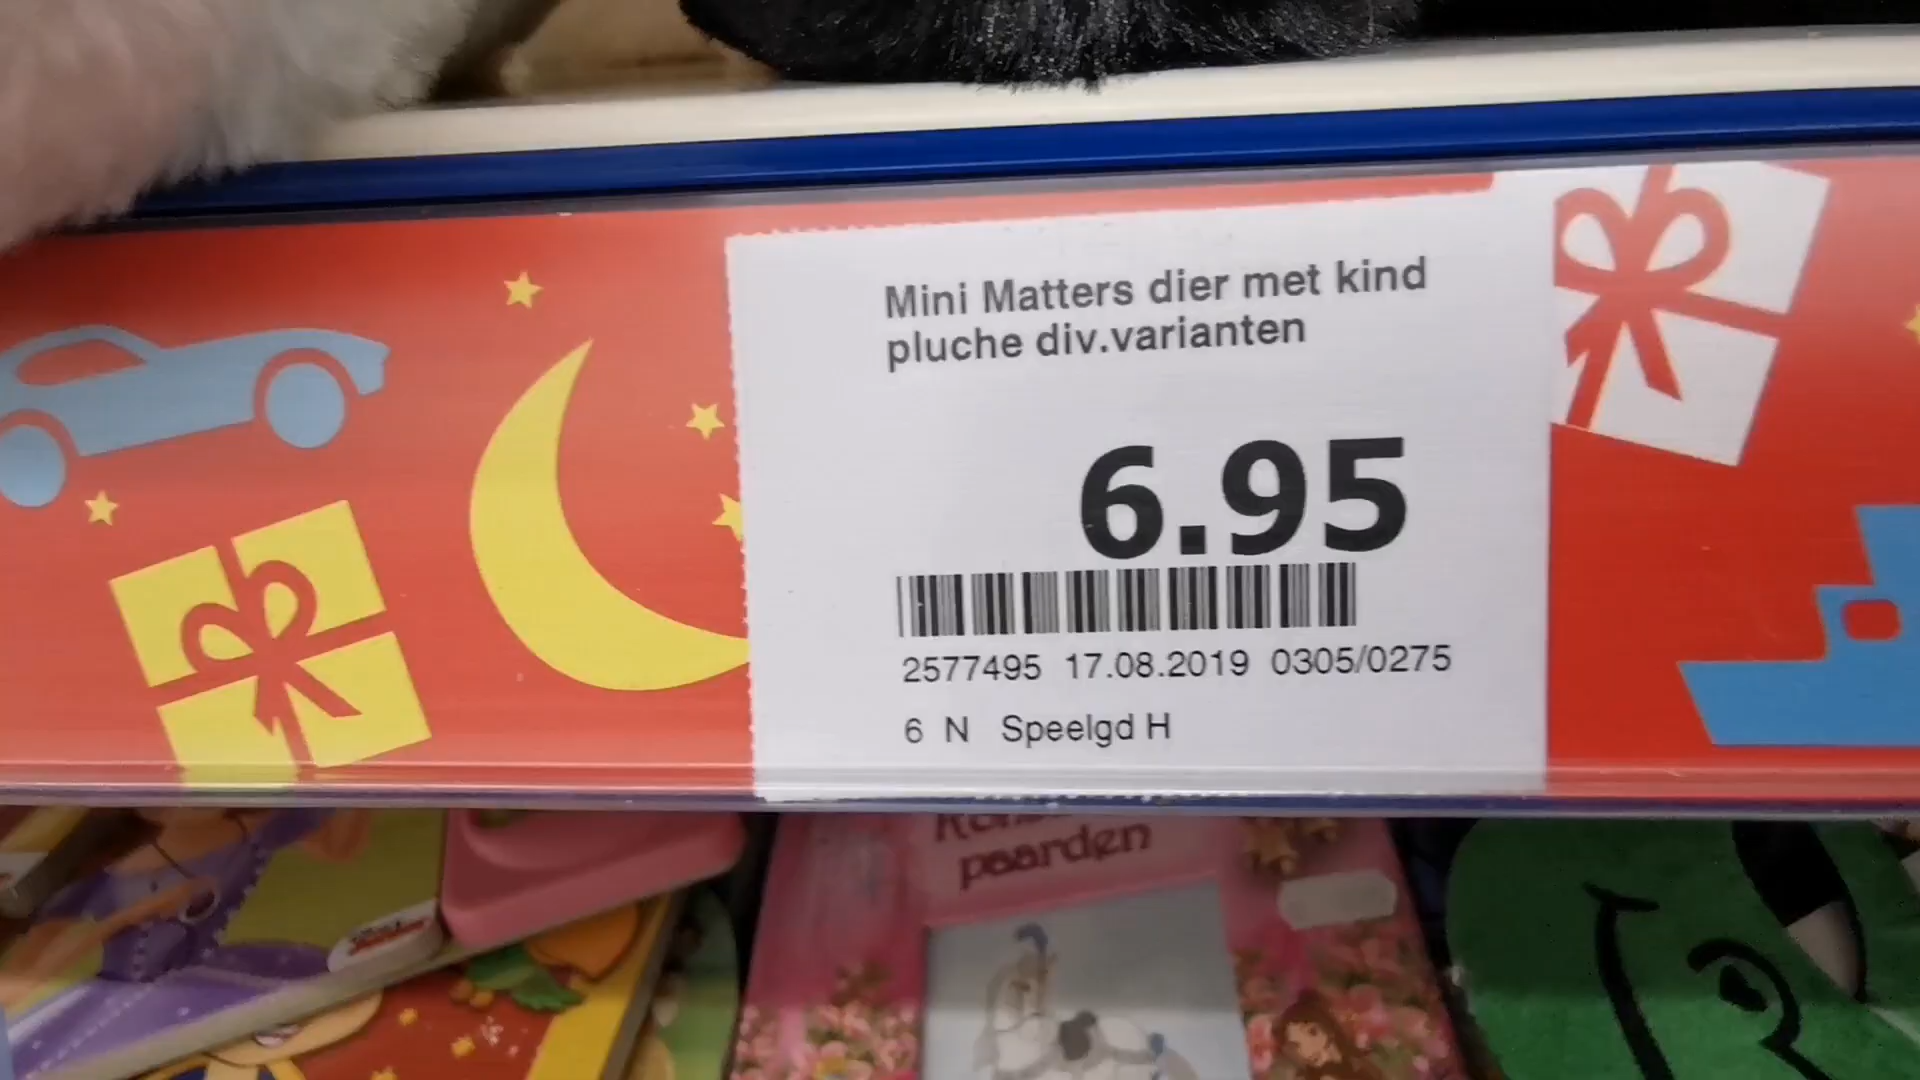 Mini Matters dier met kind
pluche div.varianten
6.95
2577495 17.08.2019 0305/0275
6 N Speelgd H
paarden